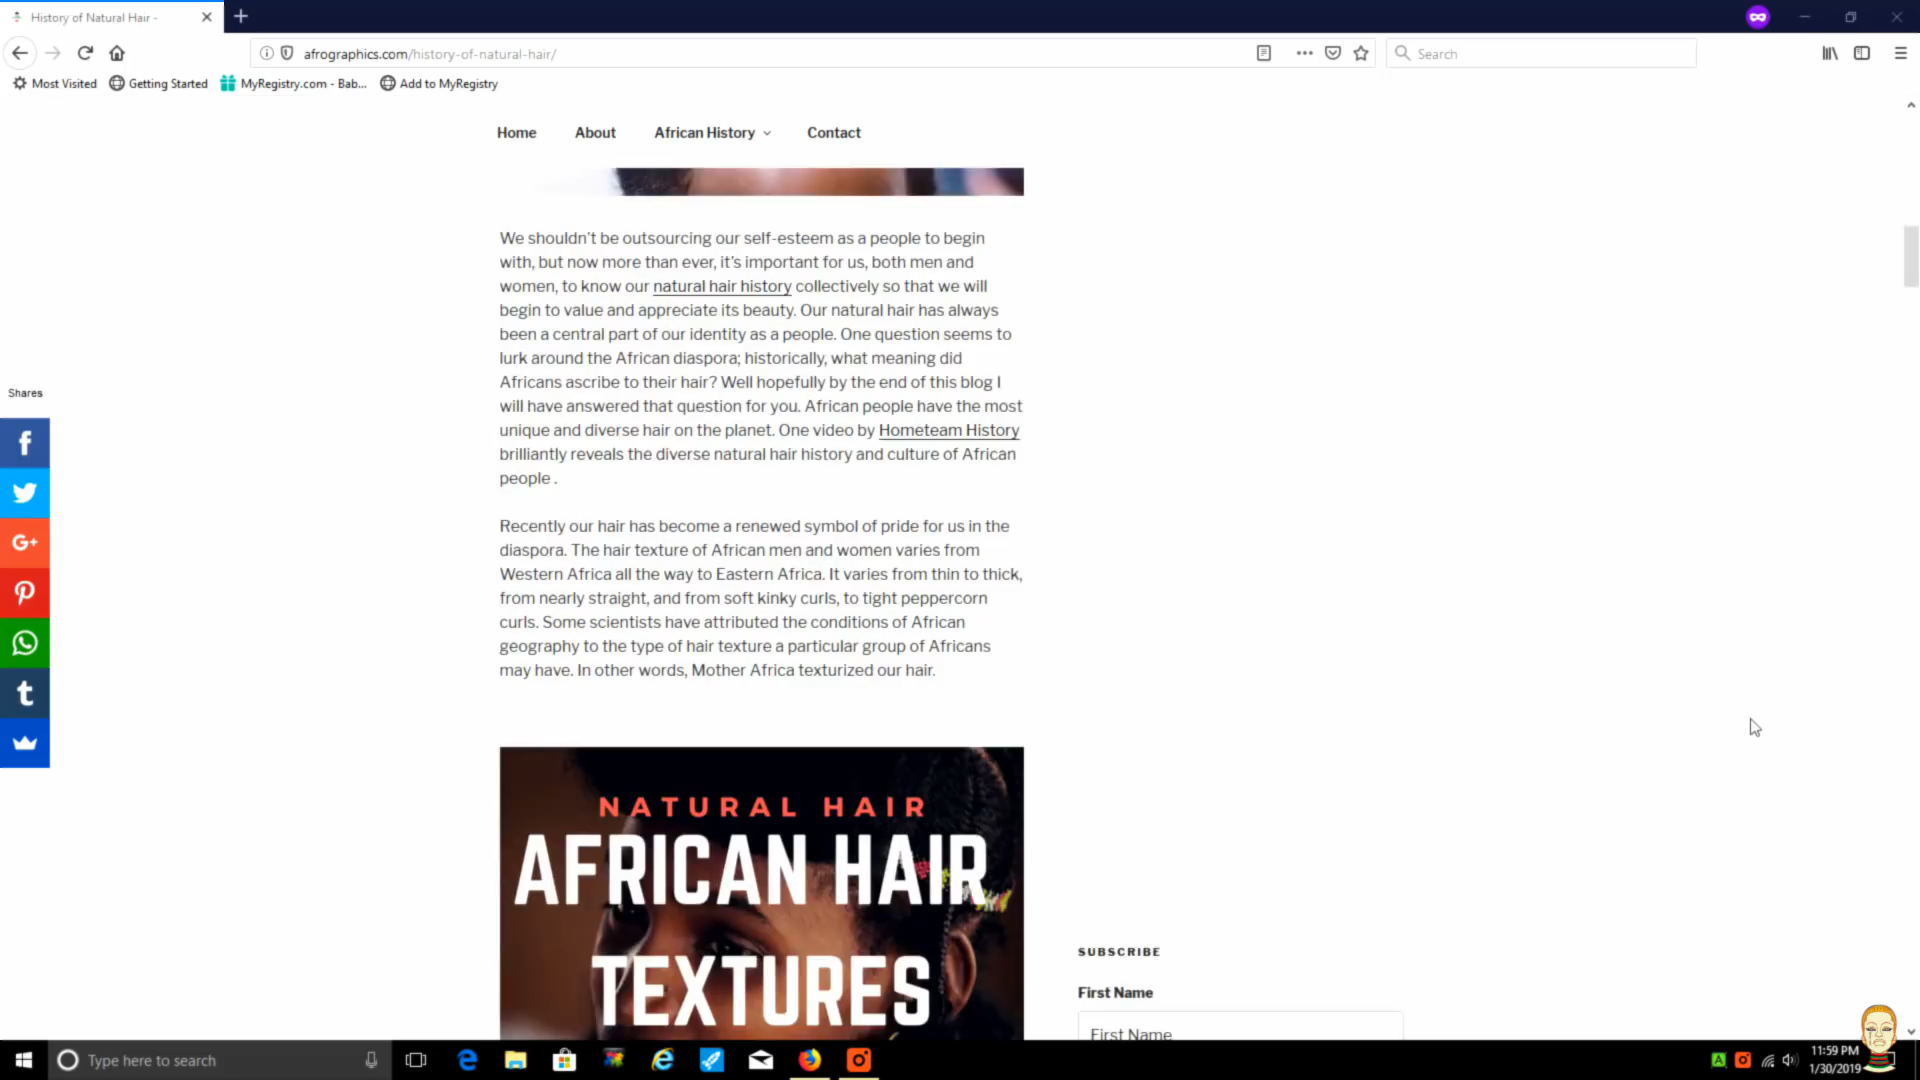 History of Natural Hair -
afrographics.com/history-of-natural-hair/
Search
Most Visited
Getting Started
MyRegistry.com - Bab...
Add to MyRegistry
Home
About
African History
Contact
We shouldn't be outsourcing our self-esteem as a people to begin
with, but now more than ever, it's important for us, both men and
women, to know our natural hair history collectively so that we will
begin to value and appreciate its beauty. Our natural hair has always
been a central part of our identity as a people. One question seems to
lurk around the African diaspora; historically, what meaning did
Africans ascribe to their hair? Well hopefully by the end of this blog I
will have answered that question for you. African people have the most
unique and diverse hair on the planet. One video by Hometeam History
brilliantly reveals the diverse natural hair history and culture of African
people .
Recently our hair has become a renewed symbol of pride for us in the
diaspora. The hair texture of African men and women varies from
Western Africa all the way to Eastern Africa. It varies from thin to thick,
from nearly straight, and from soft kinky curls, to tight peppercorn
curls. Some scientists have attributed the conditions of African
geography to the type of hair texture a particular group of Africans
may have. In other words, Mother Africa texturized our hair.
Shares
f
G+
t
NATURAL HAIR
AFRICAN HAIR
TEXTURES
SUBSCRIBE
First Name
First Name
Type here to search
A
11:59 PM
1/30/2019